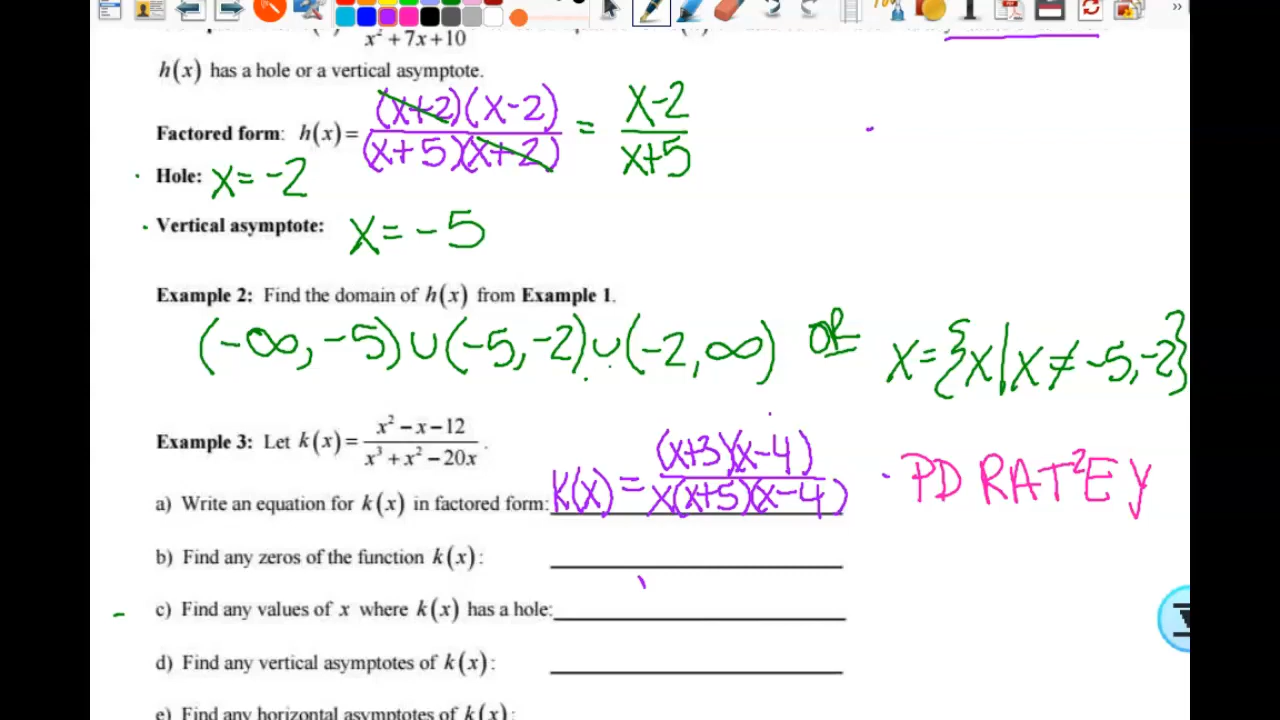 x² + 7x + 10
h(x) has a hole or a vertical asymptote.
Factored form: h(x) = (x+2)(x-2) / (x+5)(x+2) = x-2 / x+5
Hole: x = -2
Vertical asymptote: x = -5
Example 2: Find the domain of h(x) from Example 1.
(-∞, -5) ∪ (-5, -2) ∪ (-2, ∞) OR x = {x | x ≠ -5, -2}
Example 3: Let k(x) = x² − x − 12 / x³ + x² − 20x .
a) Write an equation for k(x) in factored form: k(x) = (x+3)(x-4) / x(x+5)(x-4)
PD RAT²EY
b) Find any zeros of the function k(x):
c) Find any values of x where k(x) has a hole:
d) Find any vertical asymptotes of k(x):
e) Find any horizontal asymptotes of k(x):